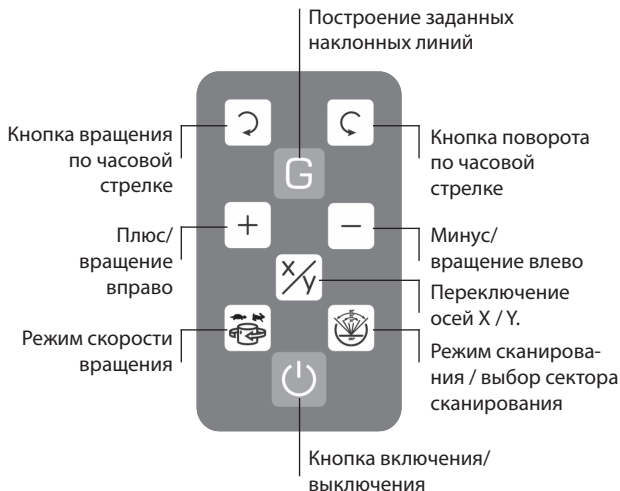 Построение заданных
наклонных линий
Кнопка вращения
по часовой
стрелке
Кнопка поворота
по часовой
стрелке
G
Плюс/
вращение
вправо
+
−
Минус/
вращение влево
X/y
Переключение
осей X / Y.
Режим скорости
вращения
Режим сканирова-
ния / выбор сектора
сканирования
Кнопка включения/
выключения